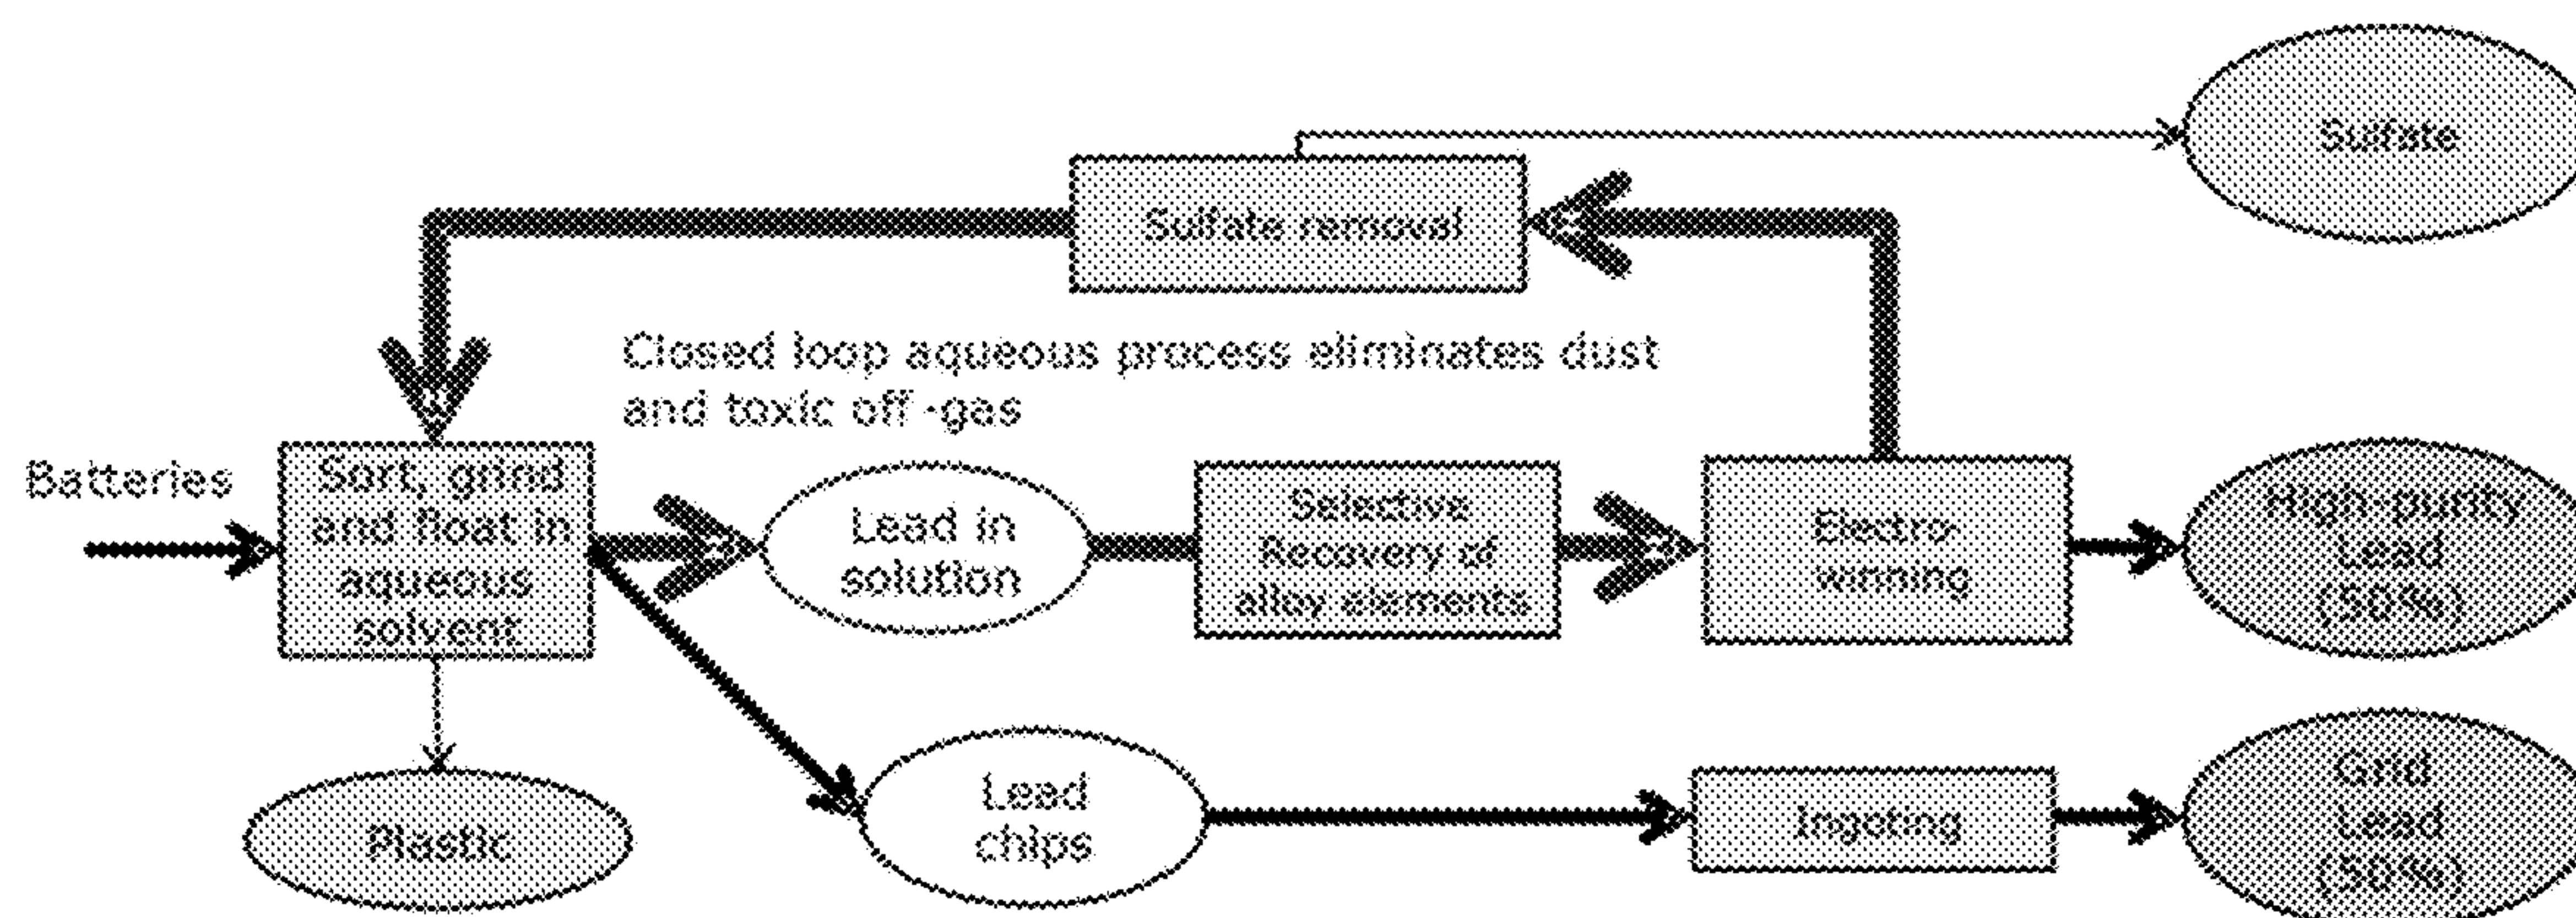 Sulfate
Sulfate removal
Closed loop aqueous process eliminates dust
and toxic off-gas
Batteries
Sort, grind
and float in
aqueous
solvent
Lead in
solution
Selective
Recovery of
alloy elements
Electro-
winning
High-purity
Lead
(50%)
Plastic
Lead
chips
Ingoting
Grid
Lead
(50%)